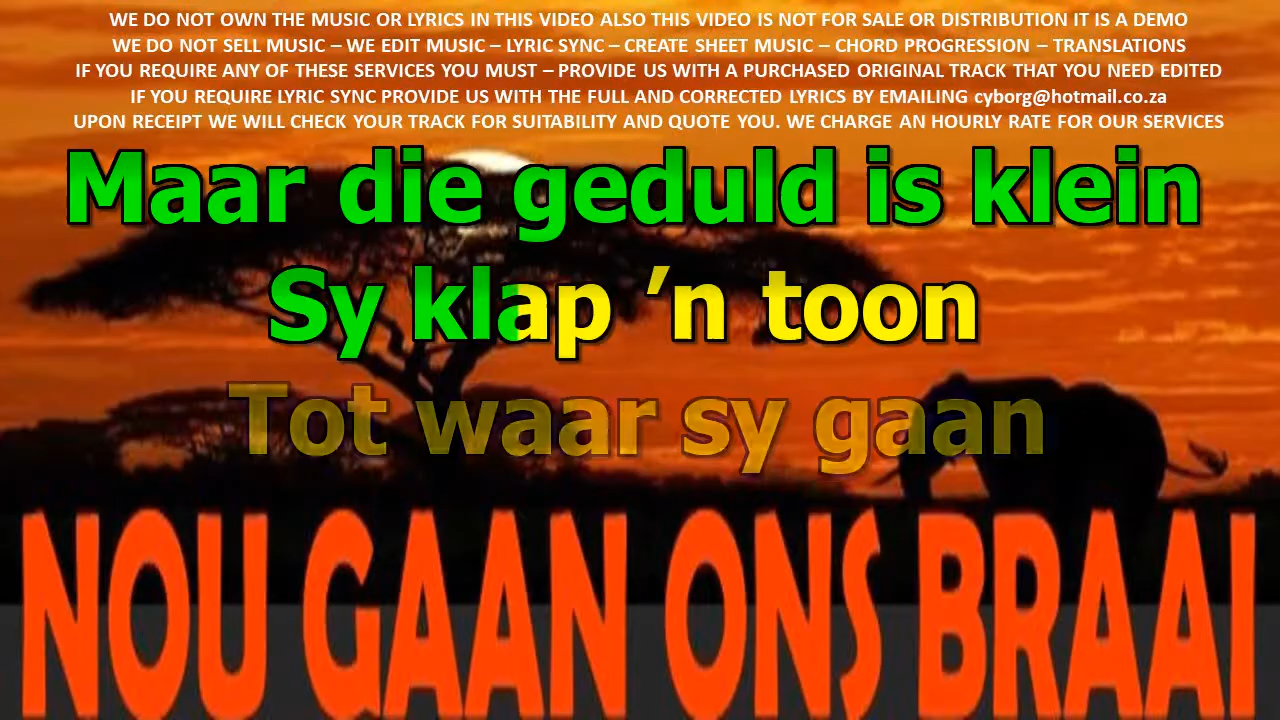 WE DO NOT OWN THE MUSIC OR LYRICS IN THIS VIDEO ALSO THIS VIDEO IS NOT FOR SALE OR DISTRIBUTION IT IS A DEMO
WE DO NOT SELL MUSIC – WE EDIT MUSIC – LYRIC SYNC – CREATE SHEET MUSIC – CHORD PROGRESSION – TRANSLATIONS
IF YOU REQUIRE ANY OF THESE SERVICES YOU MUST – PROVIDE US WITH A PURCHASED ORIGINAL TRACK THAT YOU NEED EDITED
IF YOU REQUIRE LYRIC SYNC PROVIDE US WITH THE FULL AND CORRECTED LYRICS BY EMAILING cyborg@hotmail.co.za
UPON RECEIPT WE WILL CHECK YOUR TRACK FOR SUITABILITY AND QUOTE YOU. WE CHARGE AN HOURLY RATE FOR OUR SERVICES
Maar die geduld is klein
Sy klap ’n toon
Tot waar sy gaan
NOU GAAN ONS BRAAI